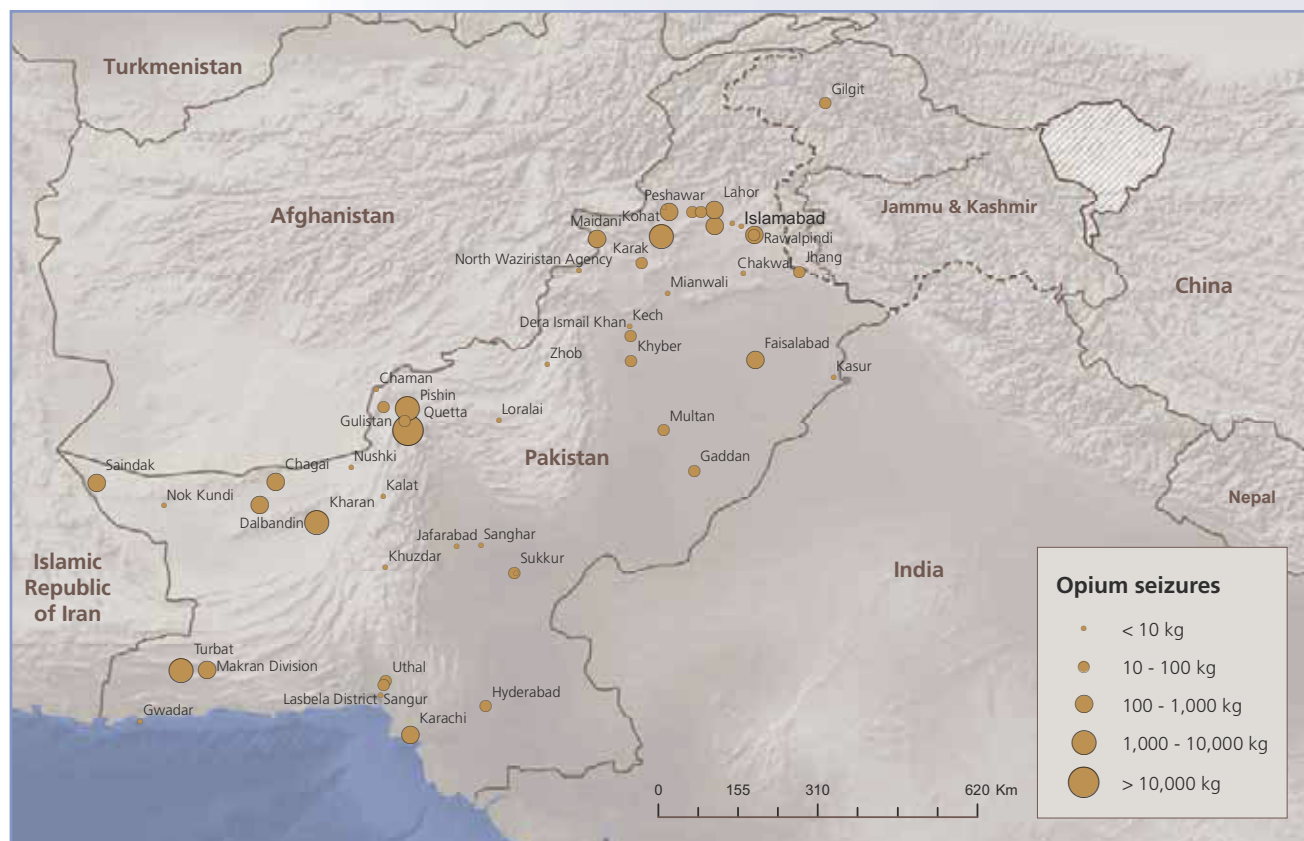 Turkmenistan
Gilgit
Afghanistan
Peshawar
Lahor
Maidani
Kohat
Islamabad
Jammu & Kashmir
Rawalpindi
Karak
North Waziristan Agency
Chakwal
Jhang
Mianwali
China
Kech
Dera Ismail Khan
Khyber
Faisalabad
Zhob
Kasur
Chaman
Pishin
Quetta
Gulistan
Loralai
Multan
Pakistan
Gaddan
Nushki
Saindak
Chagai
Nok Kundi
Kalat
Kharan
Dalbandin
Nepal
Jafarabad
Sanghar
Khuzdar
Sukkur
Islamic
Republic
of Iran
India
Turbat
Makran Division
Uthal
Lasbela District
Sangur
Hyderabad
Gwadar
Karachi
Opium seizures
< 10 kg
10 - 100 kg
100 - 1,000 kg
1,000 - 10,000 kg
> 10,000 kg
0 155 310 620 Km